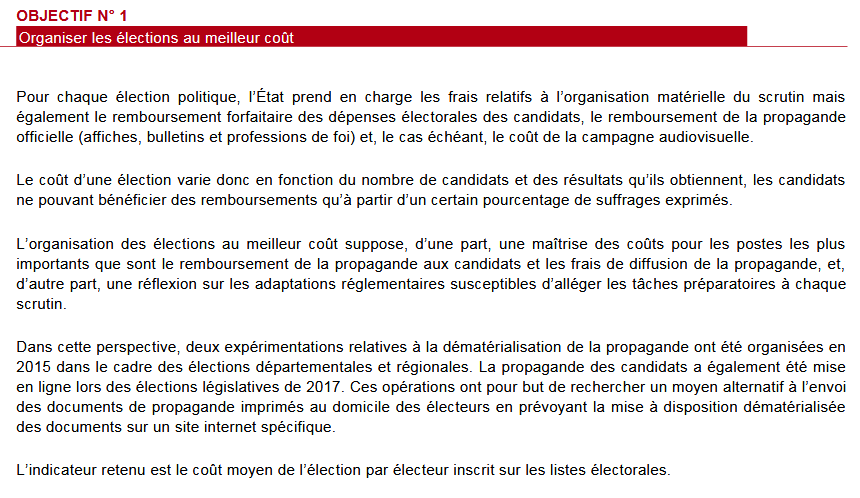 OBJECTIF N° 1
Organiser les élections au meilleur coût
Pour chaque élection politique, l’État prend en charge les frais relatifs à l’organisation matérielle du scrutin mais
également le remboursement forfaitaire des dépenses électorales des candidats, le remboursement de la propagande
officielle (affiches, bulletins et professions de foi) et, le cas échéant, le coût de la campagne audiovisuelle.
Le coût d’une élection varie donc en fonction du nombre de candidats et des résultats qu’ils obtiennent, les candidats
ne pouvant bénéficier des remboursements qu’à partir d’un certain pourcentage de suffrages exprimés.
L’organisation des élections au meilleur coût suppose, d’une part, une maîtrise des coûts pour les postes les plus
importants que sont le remboursement de la propagande aux candidats et les frais de diffusion de la propagande, et,
d’autre part, une réflexion sur les adaptations réglementaires susceptibles d’alléger les tâches préparatoires à chaque
scrutin.
Dans cette perspective, deux expérimentations relatives à la dématérialisation de la propagande ont été organisées en
2015 dans le cadre des élections départementales et régionales. La propagande des candidats a également été mise
en ligne lors des élections législatives de 2017. Ces opérations ont pour but de rechercher un moyen alternatif à l’envoi
des documents de propagande imprimés au domicile des électeurs en prévoyant la mise à disposition dématérialisée
des documents sur un site internet spécifique.
L’indicateur retenu est le coût moyen de l’élection par électeur inscrit sur les listes électorales.